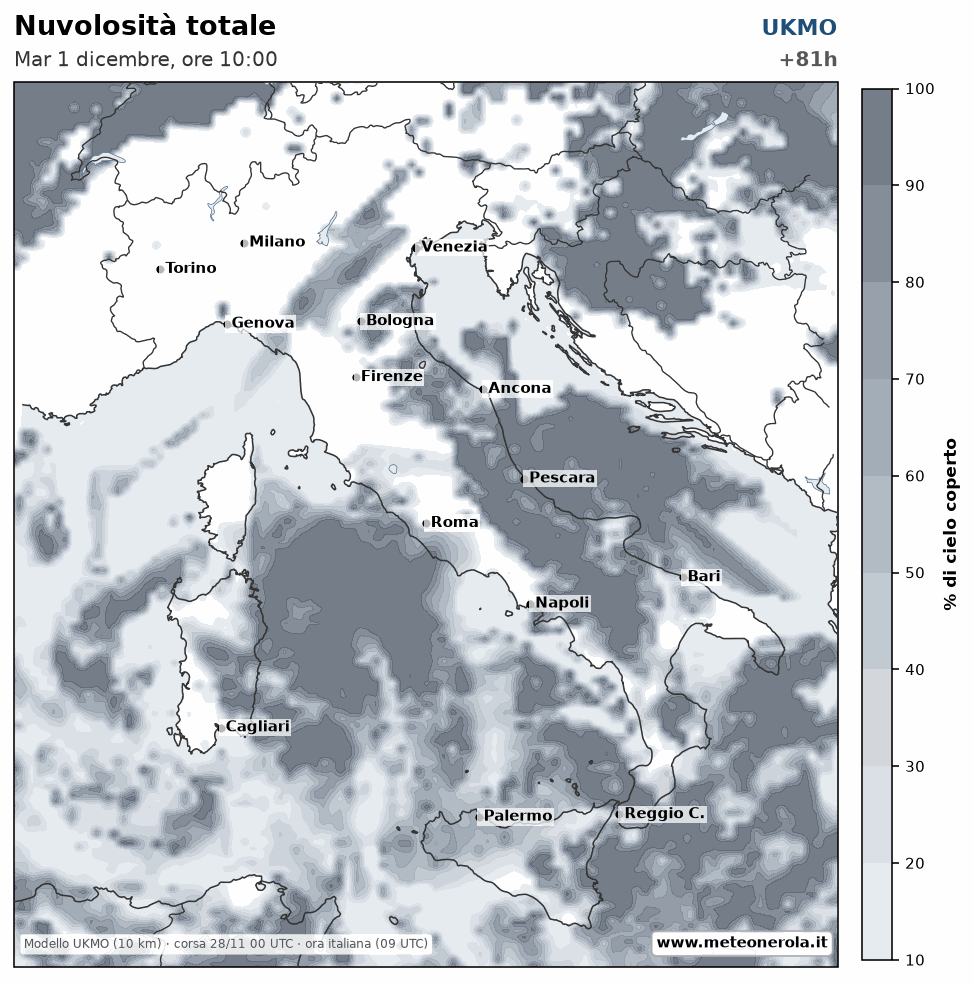 Nuvolosità totale
UKMO
Mar 1 dicembre, ore 10:00
+81h
Milano
Venezia
Torino
Genova
Bologna
Firenze
Ancona
Pescara
Roma
Bari
Napoli
Cagliari
Palermo
Reggio C.
100
90
80
70
60
50
40
30
20
10
% di cielo coperto
Modello UKMO (10 km) · corsa 28/11 00 UTC · ora italiana (09 UTC)
www.meteonerola.it